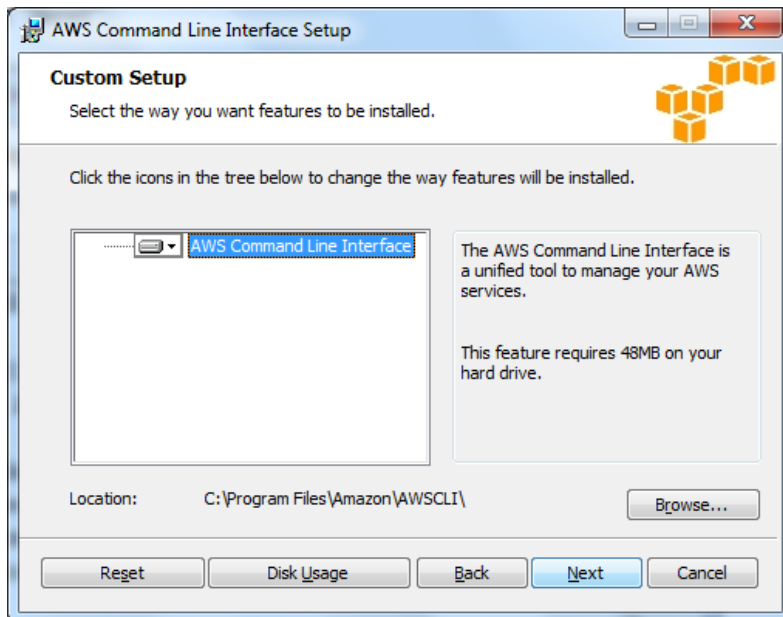 AWS Command Line Interface Setup
Custom Setup
Select the way you want features to be installed.
Click the icons in the tree below to change the way features will be installed.
AWS Command Line Interface
The AWS Command Line Interface is
a unified tool to manage your AWS
services.
This feature requires 48MB on your
hard drive.
Location: C:\Program Files\Amazon\AWSCLI\
Browse...
Reset Disk Usage Back Next Cancel